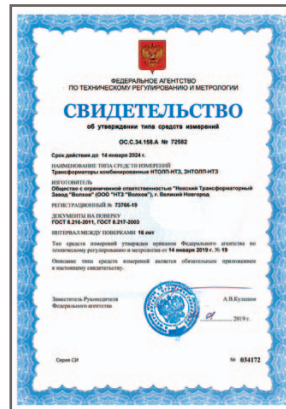 ФЕДЕРАЛЬНОЕ АГЕНТСТВО
ПО ТЕХНИЧЕСКОМУ РЕГУЛИРОВАНИЮ И МЕТРОЛОГИИ
СВИДЕТЕЛЬСТВО
об утверждении типа средств измерений
OC.C.34.158.A № 72582
Срок действия до 14 января 2024 г.
НАИМЕНОВАНИЕ ТИПА СРЕДСТВ ИЗМЕРЕНИЙ
Трансформаторы комбинированные НТОЛП-НТЗ, ЗНТОЛП-НТЗ
ИЗГОТОВИТЕЛЬ
Общество с ограниченной ответственностью "Невский Трансформаторный
Завод "Волхов" (ООО "НТЗ "Волхов"), г. Великий Новгород
РЕГИСТРАЦИОННЫЙ № 73766-19
ДОКУМЕНТЫ НА ПОВЕРКУ
ГОСТ 8.216-2011, ГОСТ 8.217-2003
ИНТЕРВАЛ МЕЖДУ ПОВЕРКАМИ 16 лет
Тип средств измерений утвержден приказом Федерального агентства по
техническому регулированию и метрологии от 14 января 2019 г. № 15
Описание типа средств измерений является обязательным приложением
к настоящему свидетельству.
Заместитель Руководителя
Федерального агентства
А.В.Кулешов
2019 г.
Серия СИ
№ 034172